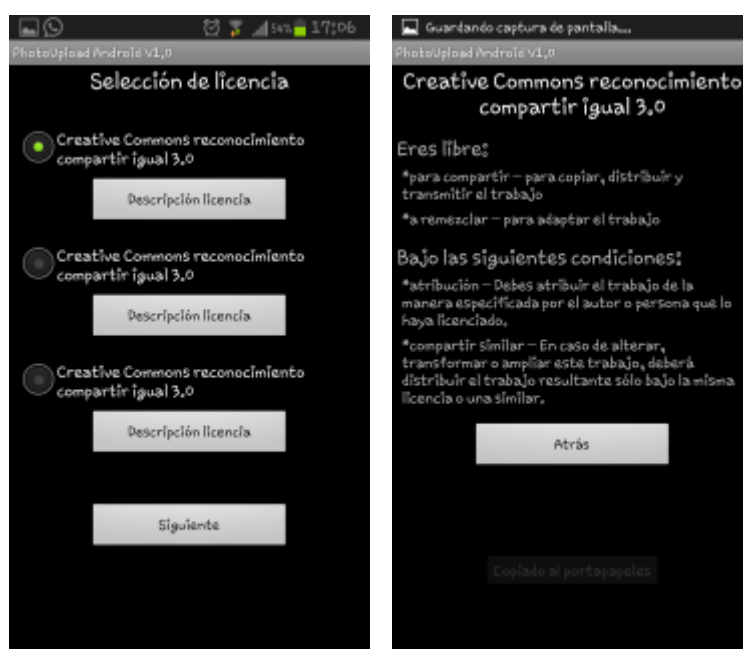 54% 17:06
PhotoUpload Android V1.0
Selección de licencia
Creative Commons reconocimiento
compartir igual 3.0
Descripción licencia
Creative Commons reconocimiento
compartir igual 3.0
Descripción licencia
Creative Commons reconocimiento
compartir igual 3.0
Descripción licencia
Siguiente
Guardando captura de pantalla...
PhotoUpload Android V1.0
Creative Commons reconocimiento
compartir igual 3.0
Eres libre:
*para compartir – para copiar, distribuir y
transmitir el trabajo
*a remezclar – para adaptar el trabajo
Bajo las siguientes condiciones:
*atribución – Debes atribuir el trabajo de la
manera especificada por el autor o persona que lo
haya licenciado.
*compartir similar – En caso de alterar,
transformar o ampliar este trabajo, deberá
distribuir el trabajo resultante sólo bajo la misma
licencia o una similar.
Atrás
Copiado al portapapeles